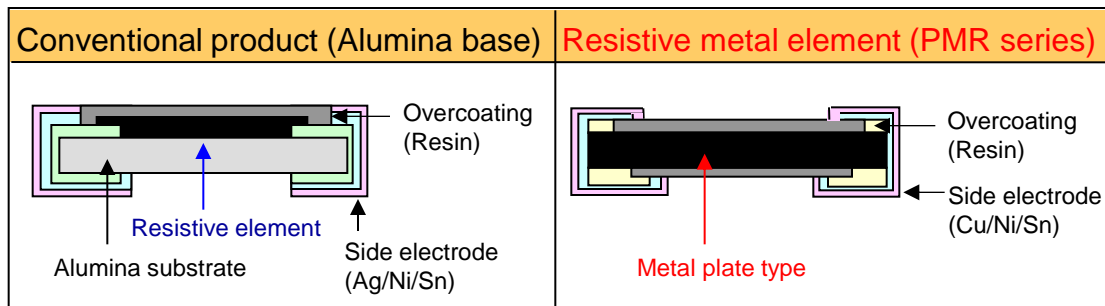 Conventional product (Alumina base)
Resistive metal element (PMR series)
Overcoating
(Resin)
Resistive element
Alumina substrate
Side electrode
(Ag/Ni/Sn)
Overcoating
(Resin)
Side electrode
(Cu/Ni/Sn)
Metal plate type